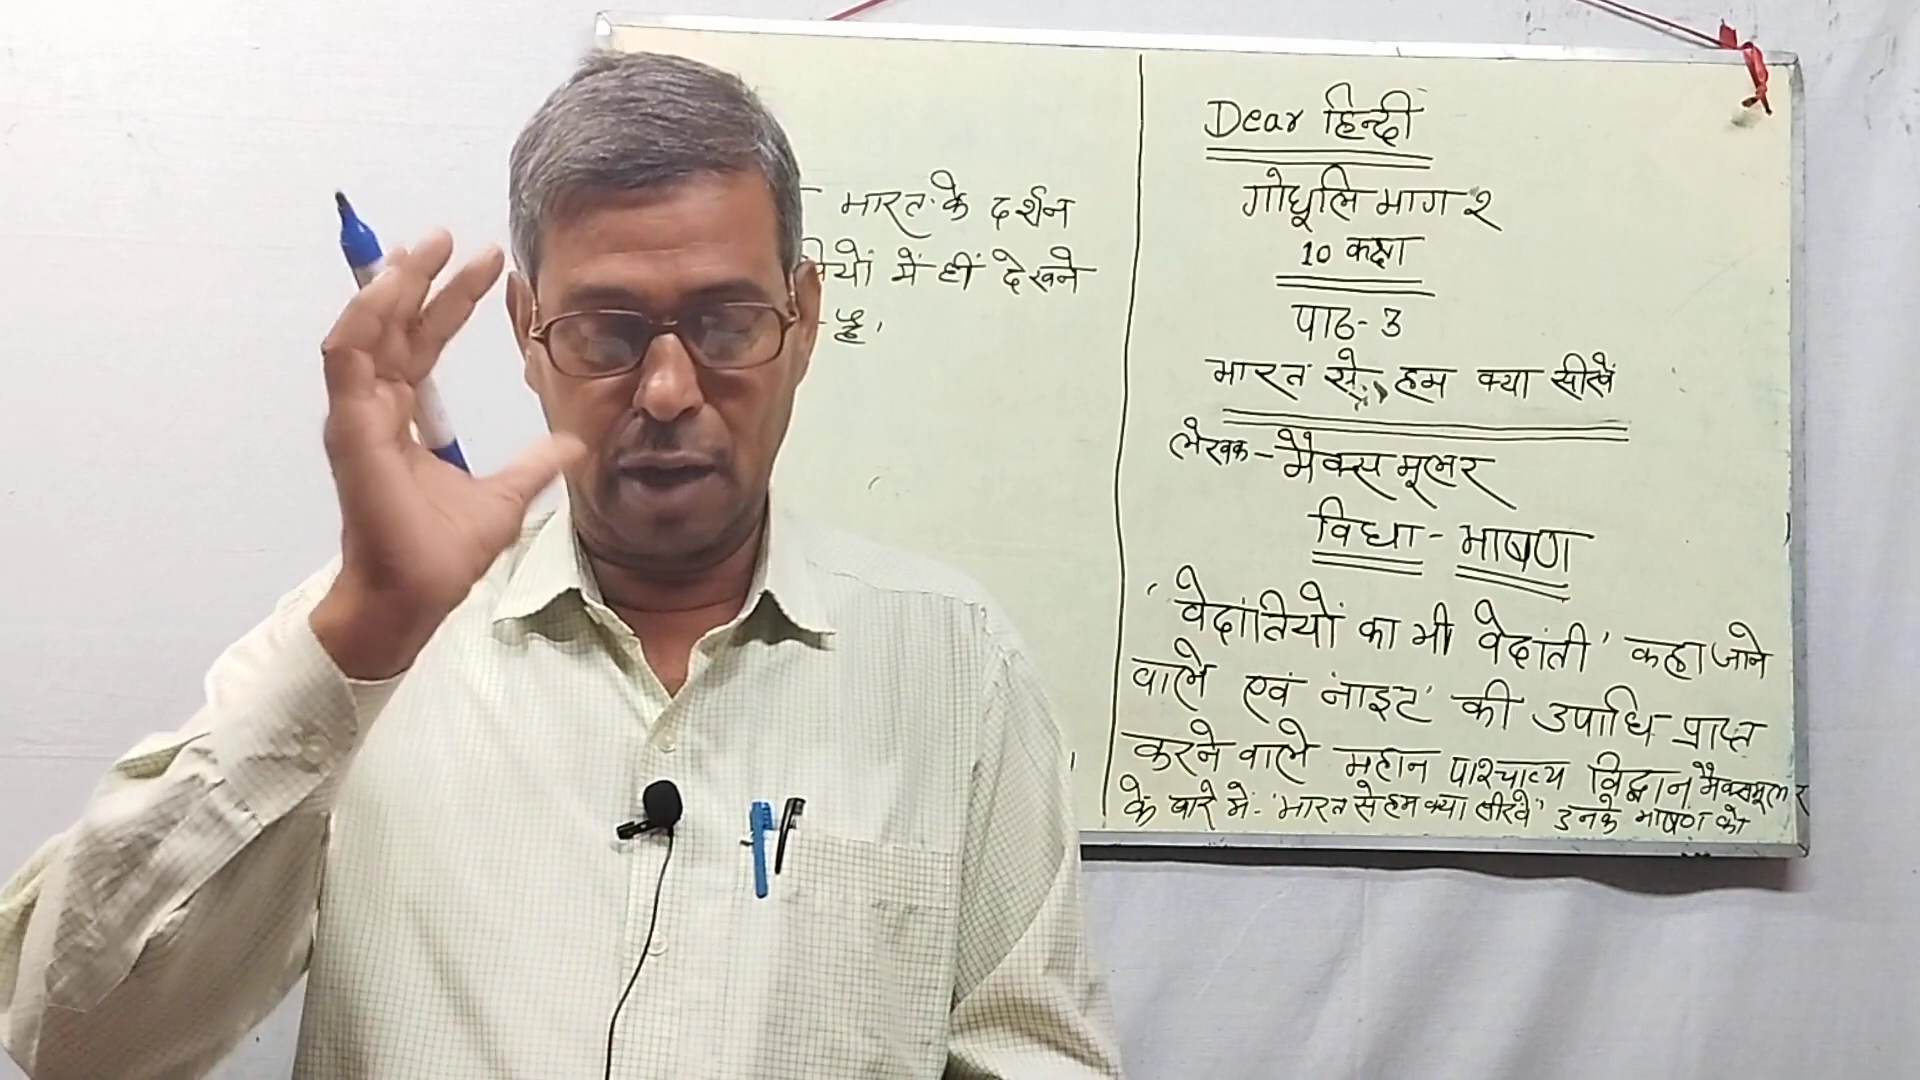 भारत के दर्शन
में हीं देखने
है,
Dear हिन्दी
गोधूलि भाग २
10 कक्षा
पाठ-3
भारत से हम क्या सीखें
लेखक-मैक्स मूलर
विधा-भाषण
'वेदांतियों का भी वेदांती' कहा जाने
वाले एवं 'नाइट' की उपाधि प्राप्त
करने वाले महान पाश्चात्य विद्वान मैक्समूलर
के बारे में. 'भारत से हम क्या सीखें' उनके भाषण को